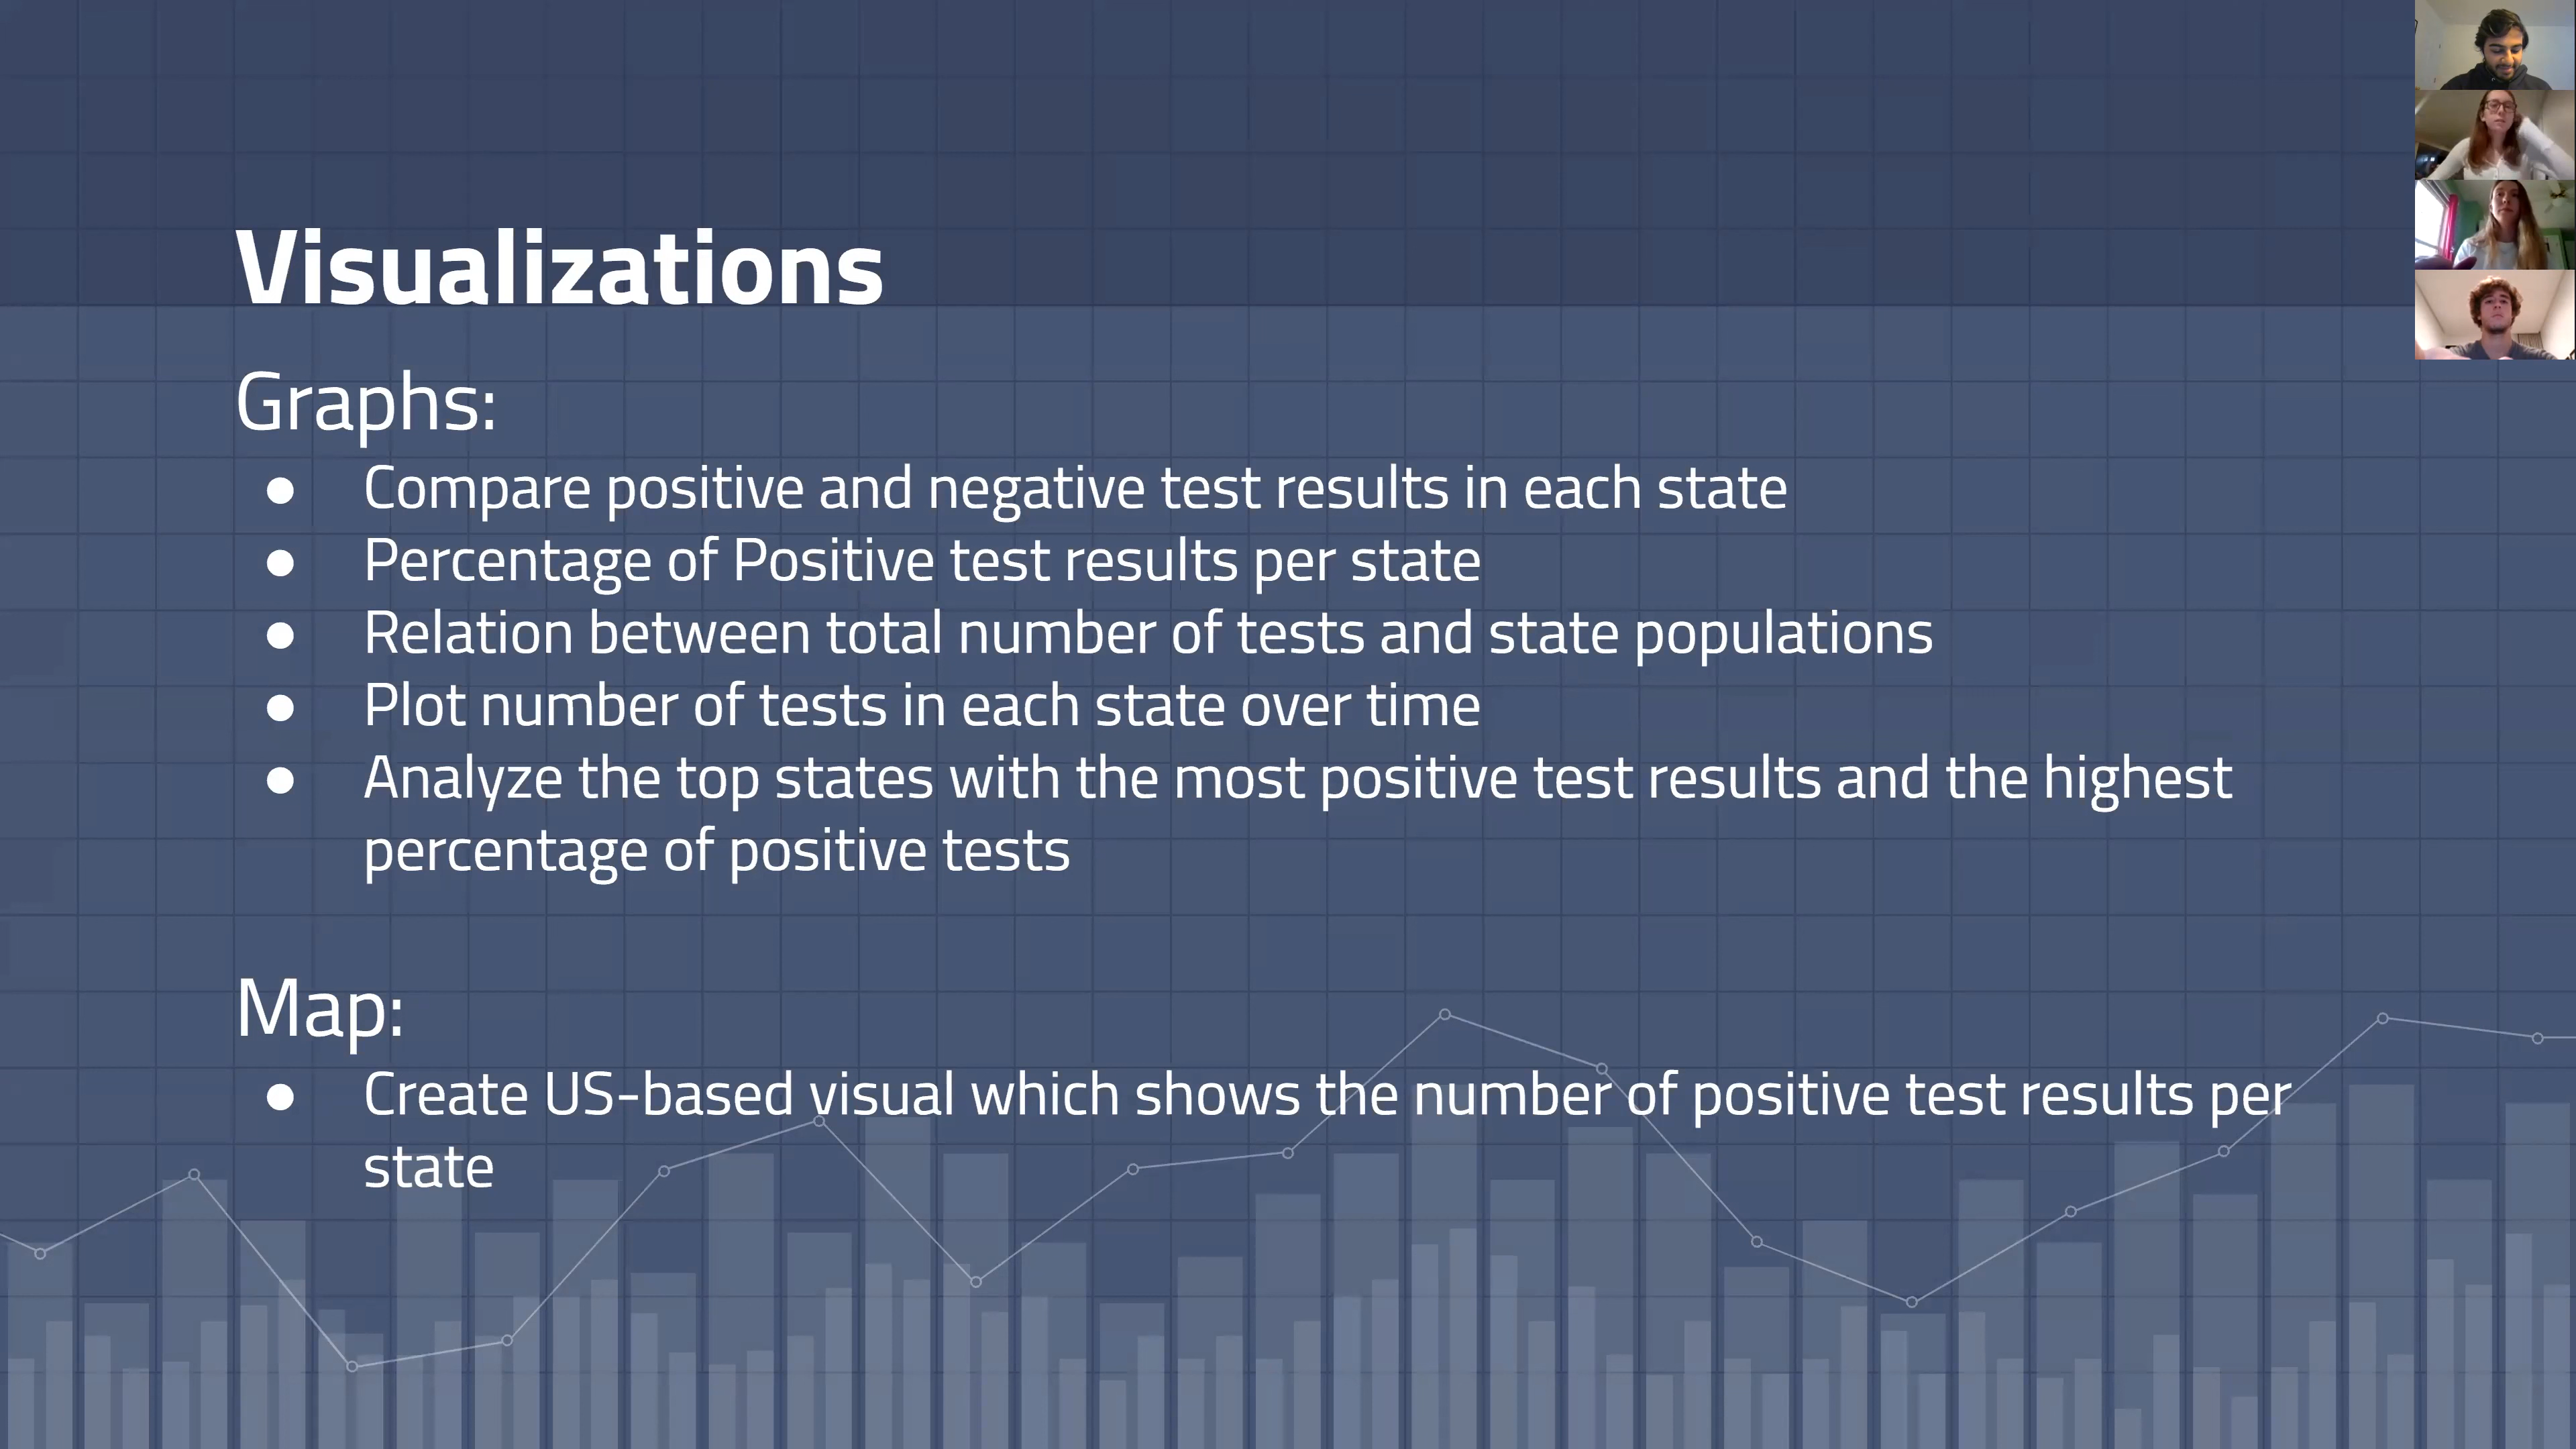 Visualizations
Graphs:
● Compare positive and negative test results in each state
● Percentage of Positive test results per state
● Relation between total number of tests and state populations
● Plot number of tests in each state over time
● Analyze the top states with the most positive test results and the highest
percentage of positive tests
Map:
● Create US-based visual which shows the number of positive test results per
state